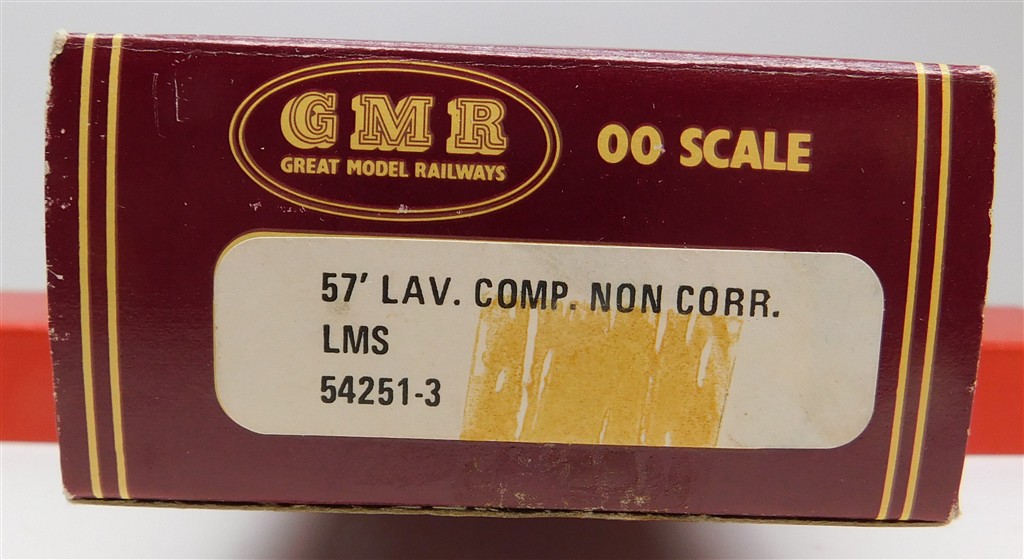 GMR
GREAT MODEL RAILWAYS
OO SCALE
57' LAV. COMP. NON CORR.
LMS
54251-3